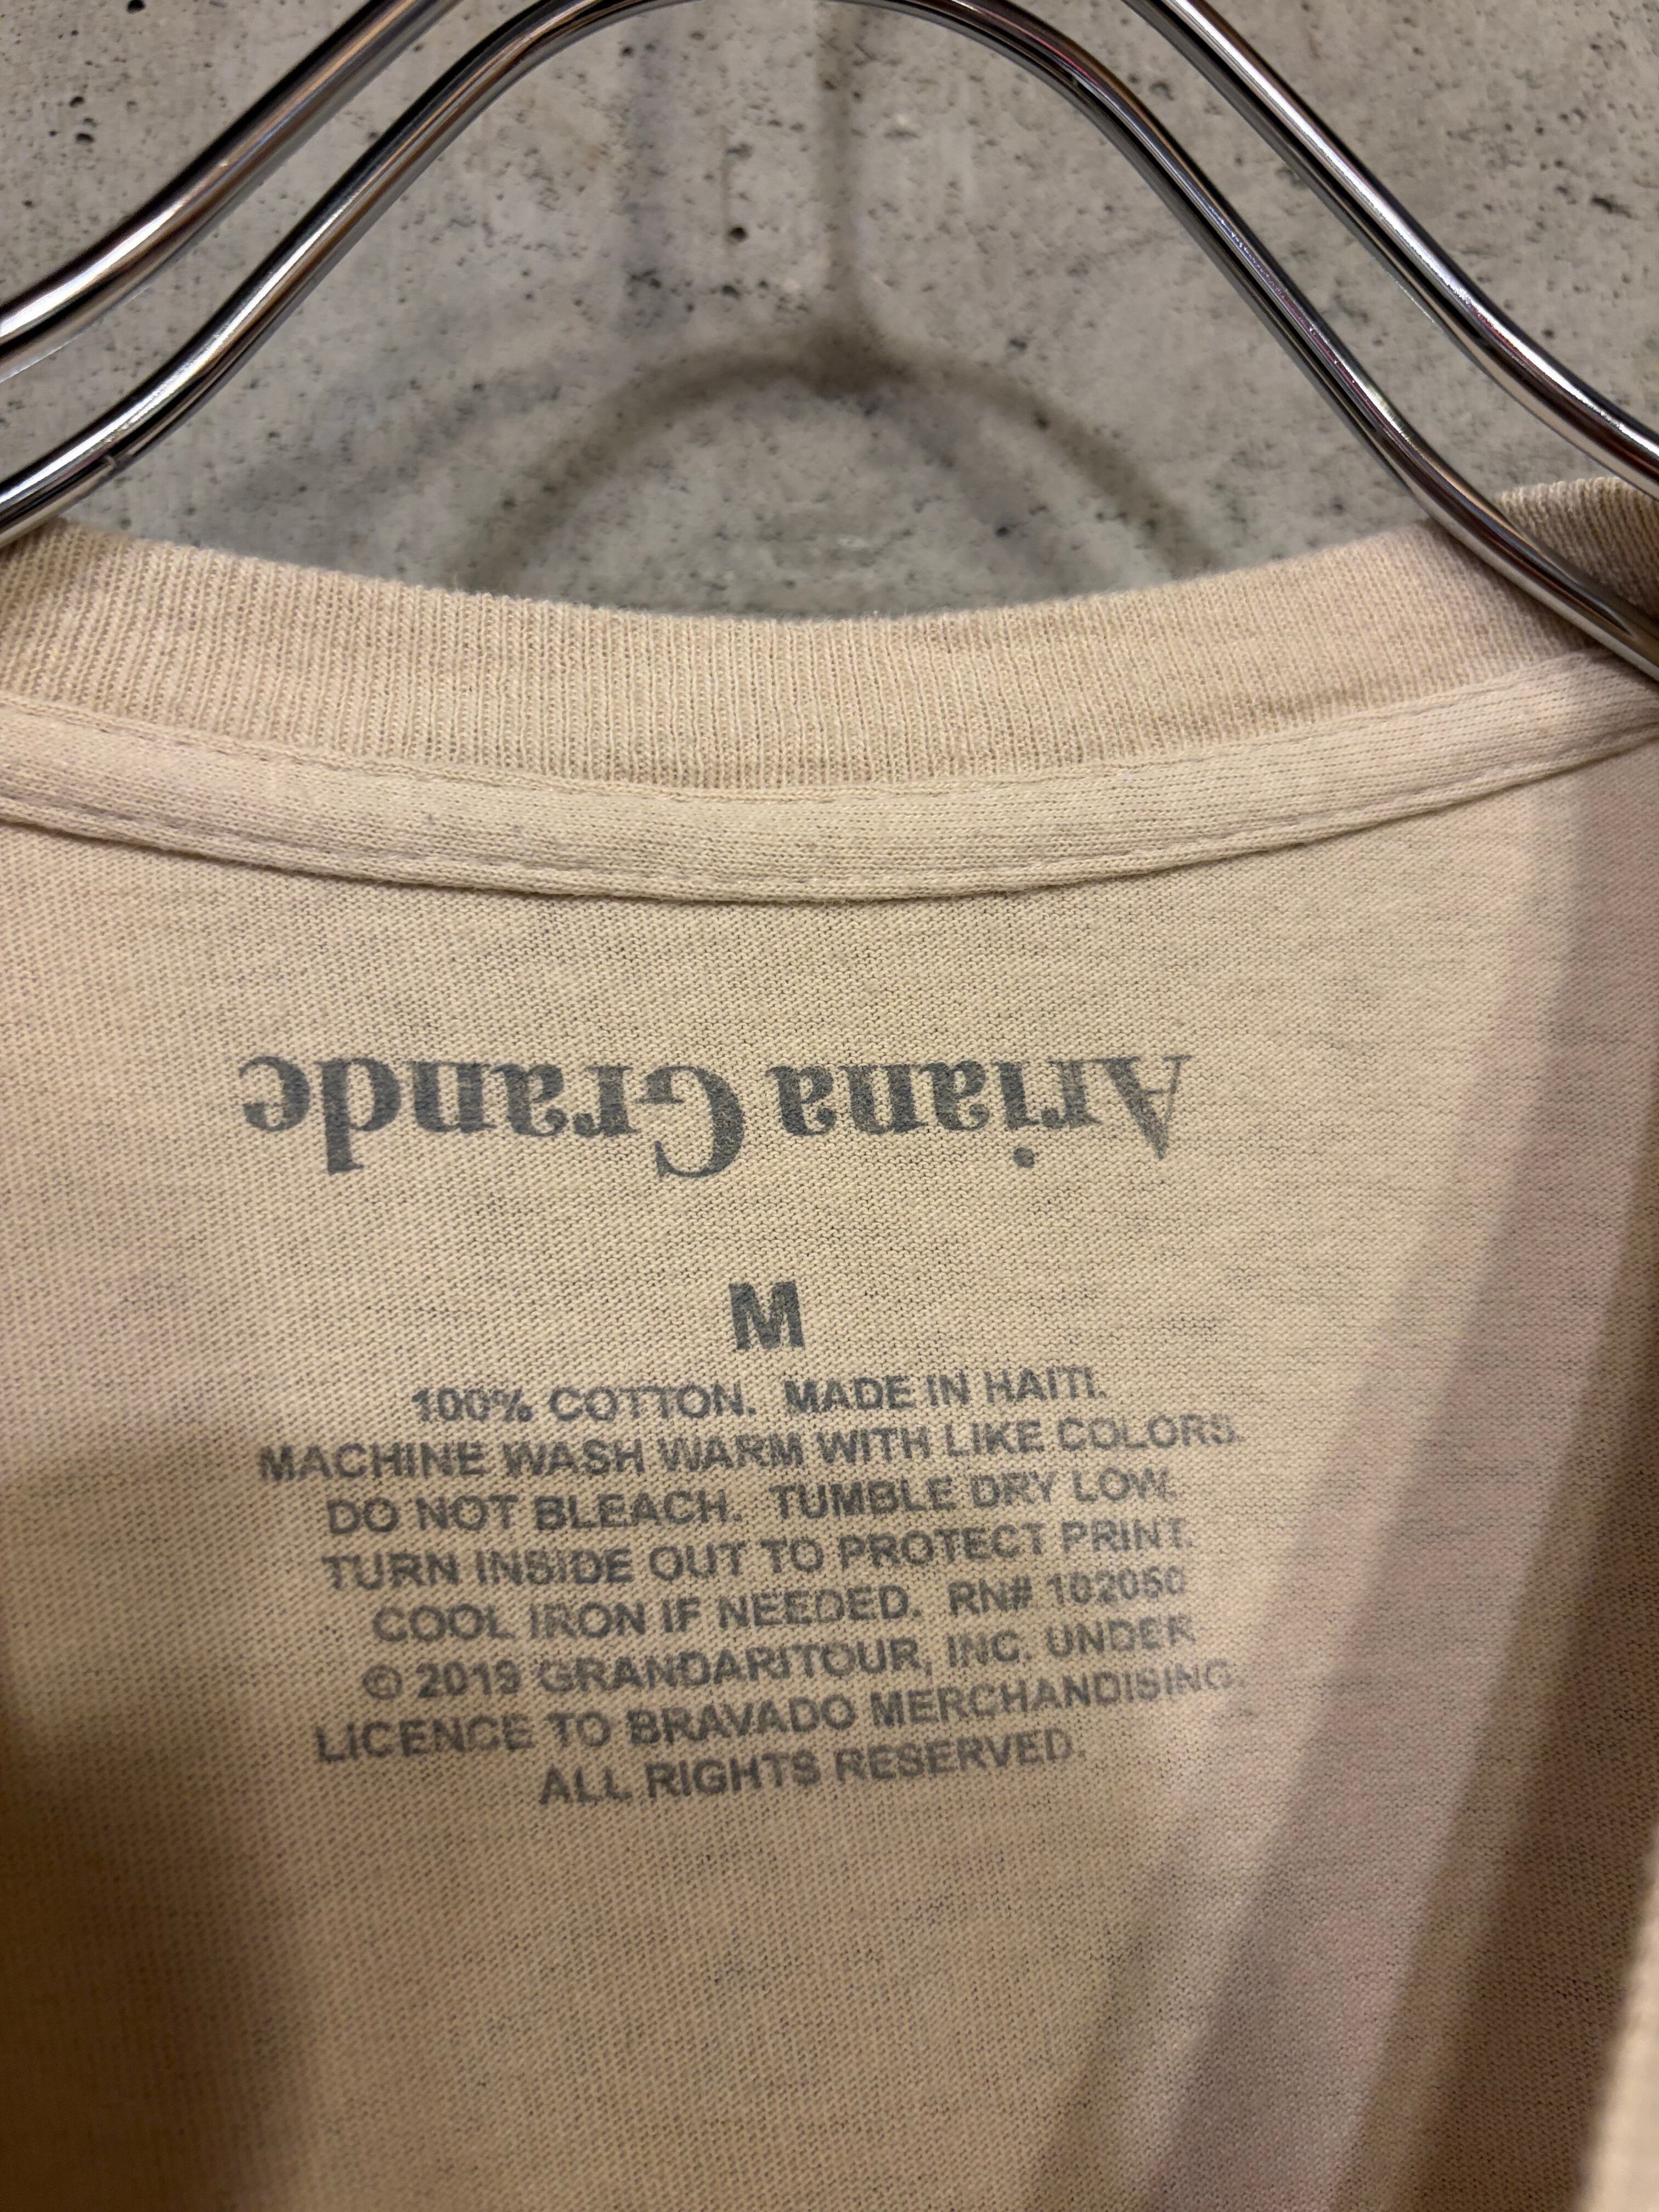 Ariana Grande
M
100% COTTON. MADE IN HAITI.
MACHINE WASH WARM WITH LIKE COLORS.
DO NOT BLEACH. TUMBLE DRY LOW.
TURN INSIDE OUT TO PROTECT PRINT.
COOL IRON IF NEEDED. RN# 102050
© 2019 GRANDARITOUR, INC. UNDER
LICENCE TO BRAVADO MERCHANDISING.
ALL RIGHTS RESERVED.